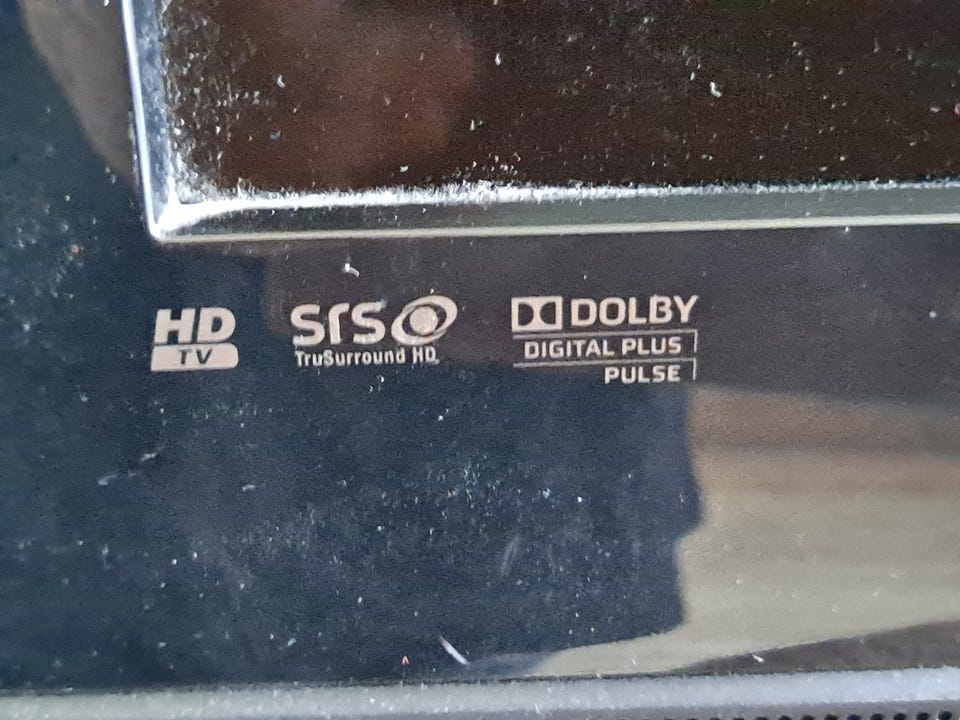 HD
TV
SRS
TruSurround HD
DOLBY
DIGITAL PLUS
PULSE